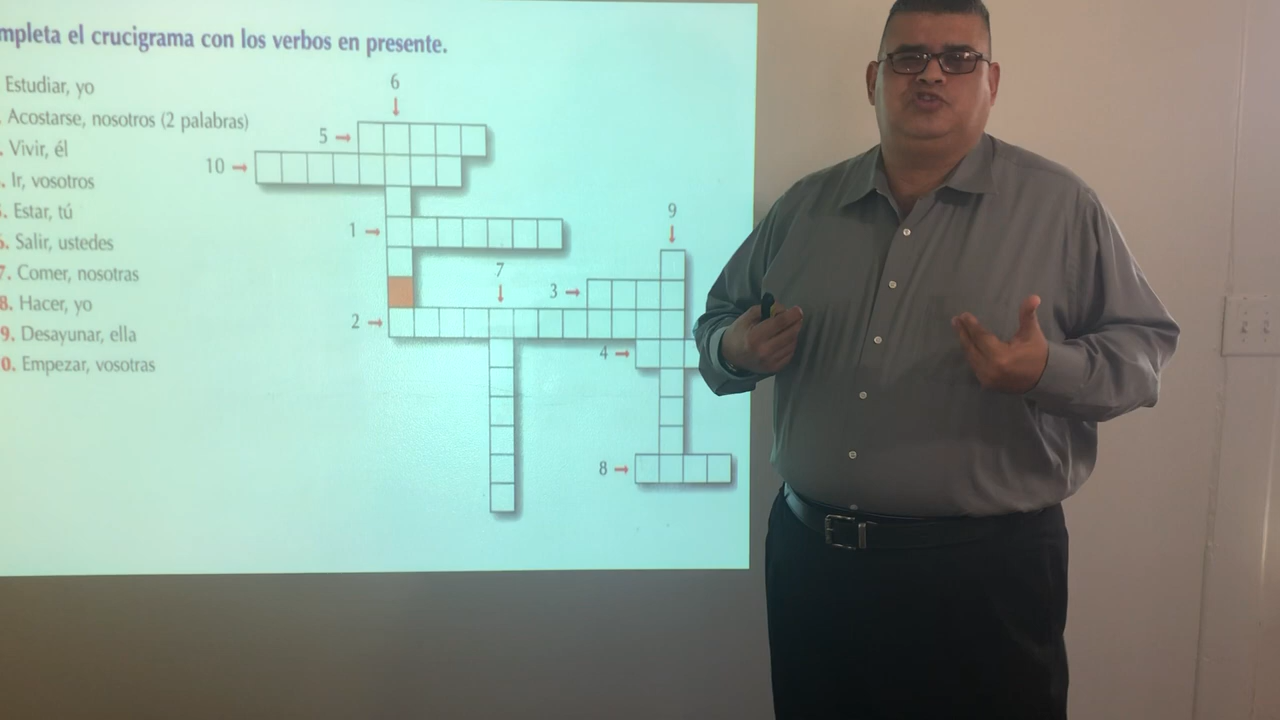 mpleta el crucigrama con los verbos en presente.
Estudiar, yo
. Acostarse, nosotros (2 palabras)
. Vivir, él
. Ir, vosotros
. Estar, tú
6. Salir, ustedes
7. Comer, nosotras
8. Hacer, yo
9. Desayunar, ella
0. Empezar, vosotras
6
5
10
9
1
7
3
2
4
8